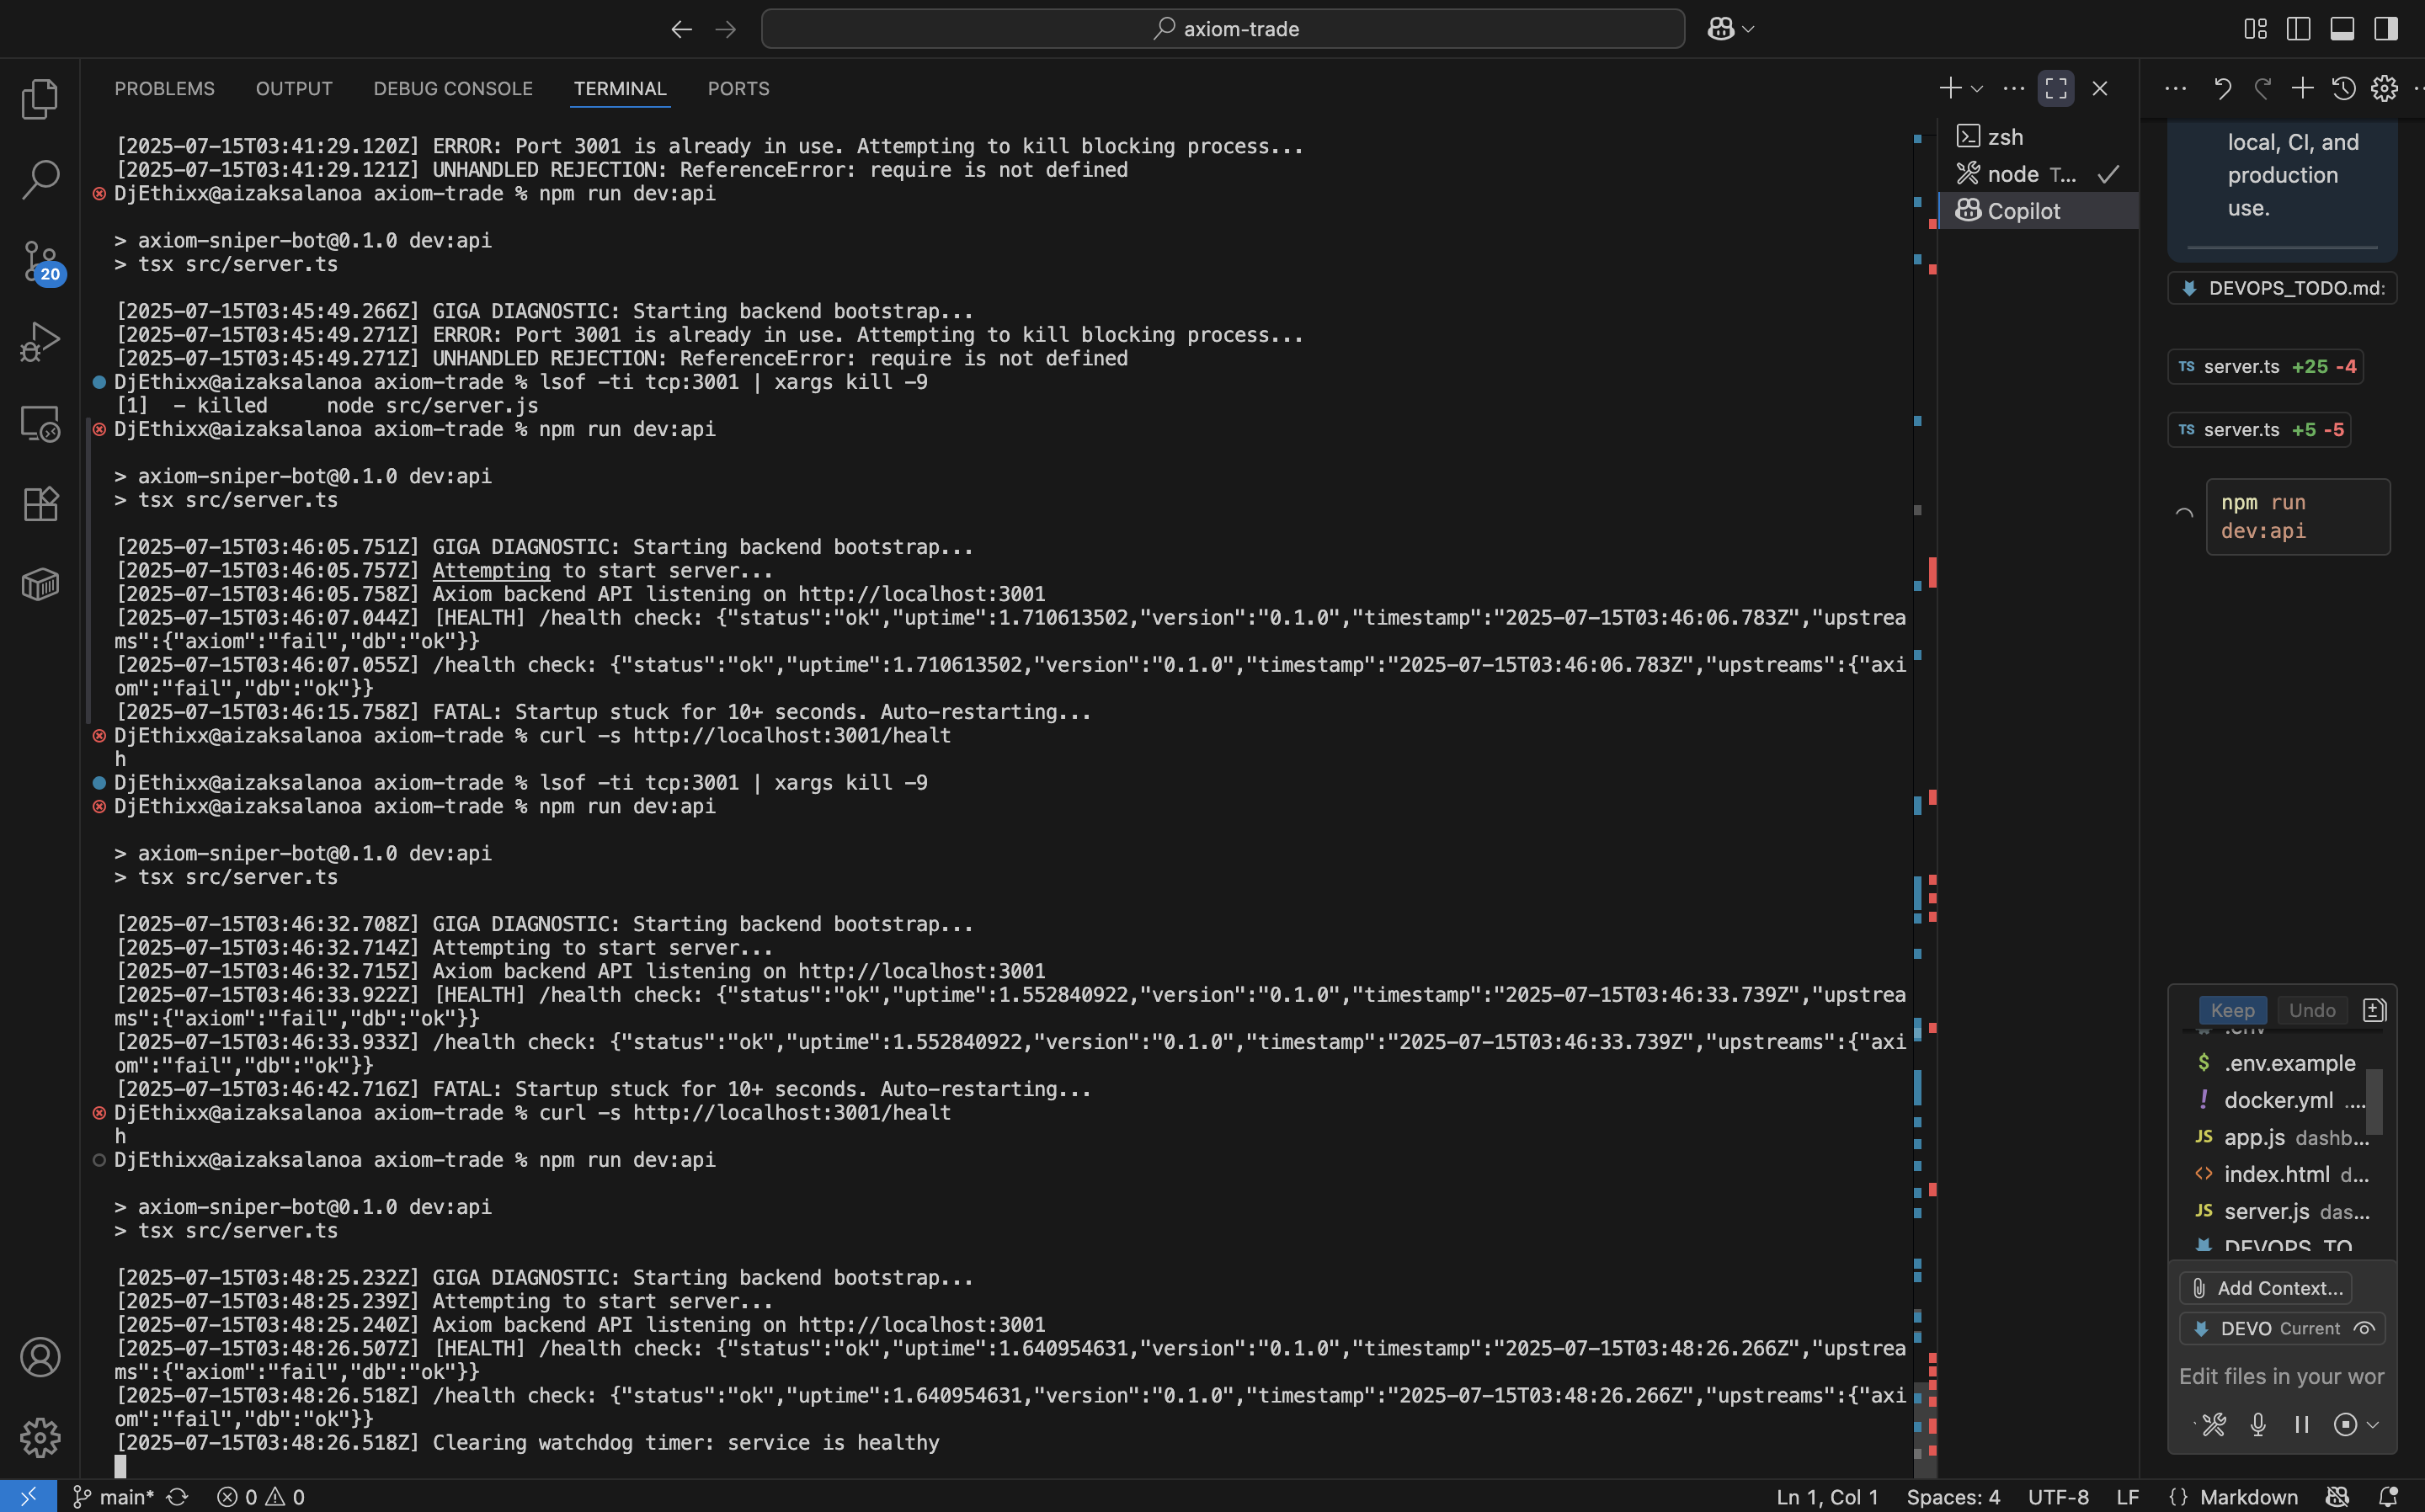 axiom-trade
PROBLEMS OUTPUT DEBUG CONSOLE TERMINAL PORTS
[2025-07-15T03:41:29.120Z] ERROR: Port 3001 is already in use. Attempting to kill blocking process...
[2025-07-15T03:41:29.121Z] UNHANDLED REJECTION: ReferenceError: require is not defined
DjEthixx@aizaksalanoa axiom-trade % npm run dev:api
> axiom-sniper-bot@0.1.0 dev:api
> tsx src/server.ts
[2025-07-15T03:45:49.266Z] GIGA DIAGNOSTIC: Starting backend bootstrap...
[2025-07-15T03:45:49.271Z] ERROR: Port 3001 is already in use. Attempting to kill blocking process...
[2025-07-15T03:45:49.271Z] UNHANDLED REJECTION: ReferenceError: require is not defined
DjEthixx@aizaksalanoa axiom-trade % lsof -ti tcp:3001 | xargs kill -9
[1]  - killed     node src/server.js
DjEthixx@aizaksalanoa axiom-trade % npm run dev:api
> axiom-sniper-bot@0.1.0 dev:api
> tsx src/server.ts
[2025-07-15T03:46:05.751Z] GIGA DIAGNOSTIC: Starting backend bootstrap...
[2025-07-15T03:46:05.757Z] Attempting to start server...
[2025-07-15T03:46:05.758Z] Axiom backend API listening on http://localhost:3001
[2025-07-15T03:46:07.044Z] [HEALTH] /health check: {"status":"ok","uptime":1.710613502,"version":"0.1.0","timestamp":"2025-07-15T03:46:06.783Z","upstrea
ms":{"axiom":"fail","db":"ok"}}
[2025-07-15T03:46:07.055Z] /health check: {"status":"ok","uptime":1.710613502,"version":"0.1.0","timestamp":"2025-07-15T03:46:06.783Z","upstreams":{"axi
om":"fail","db":"ok"}}
[2025-07-15T03:46:15.758Z] FATAL: Startup stuck for 10+ seconds. Auto-restarting...
DjEthixx@aizaksalanoa axiom-trade % curl -s http://localhost:3001/healt
h
DjEthixx@aizaksalanoa axiom-trade % lsof -ti tcp:3001 | xargs kill -9
DjEthixx@aizaksalanoa axiom-trade % npm run dev:api
> axiom-sniper-bot@0.1.0 dev:api
> tsx src/server.ts
[2025-07-15T03:46:32.708Z] GIGA DIAGNOSTIC: Starting backend bootstrap...
[2025-07-15T03:46:32.714Z] Attempting to start server...
[2025-07-15T03:46:32.715Z] Axiom backend API listening on http://localhost:3001
[2025-07-15T03:46:33.922Z] [HEALTH] /health check: {"status":"ok","uptime":1.552840922,"version":"0.1.0","timestamp":"2025-07-15T03:46:33.739Z","upstrea
ms":{"axiom":"fail","db":"ok"}}
[2025-07-15T03:46:33.933Z] /health check: {"status":"ok","uptime":1.552840922,"version":"0.1.0","timestamp":"2025-07-15T03:46:33.739Z","upstreams":{"axi
om":"fail","db":"ok"}}
[2025-07-15T03:46:42.716Z] FATAL: Startup stuck for 10+ seconds. Auto-restarting...
DjEthixx@aizaksalanoa axiom-trade % curl -s http://localhost:3001/healt
h
DjEthixx@aizaksalanoa axiom-trade % npm run dev:api
> axiom-sniper-bot@0.1.0 dev:api
> tsx src/server.ts
[2025-07-15T03:48:25.232Z] GIGA DIAGNOSTIC: Starting backend bootstrap...
[2025-07-15T03:48:25.239Z] Attempting to start server...
[2025-07-15T03:48:25.240Z] Axiom backend API listening on http://localhost:3001
[2025-07-15T03:48:26.507Z] [HEALTH] /health check: {"status":"ok","uptime":1.640954631,"version":"0.1.0","timestamp":"2025-07-15T03:48:26.266Z","upstrea
ms":{"axiom":"fail","db":"ok"}}
[2025-07-15T03:48:26.518Z] /health check: {"status":"ok","uptime":1.640954631,"version":"0.1.0","timestamp":"2025-07-15T03:48:26.266Z","upstreams":{"axi
om":"fail","db":"ok"}}
[2025-07-15T03:48:26.518Z] Clearing watchdog timer: service is healthy
20
zsh
node T...
Copilot
local, CI, and
production
use.
DEVOPS_TODO.md:
TS server.ts +25 -4
TS server.ts +5 -5
npm run
dev:api
Keep Undo
.env
$ .env.example
! docker.yml ....
JS app.js dashb...
<> index.html d...
JS server.js das...
DEVOPS_TO
Add Context...
DEVO Current
Edit files in your wor
main* 0 0
Ln 1, Col 1 Spaces: 4 UTF-8 LF {} Markdown